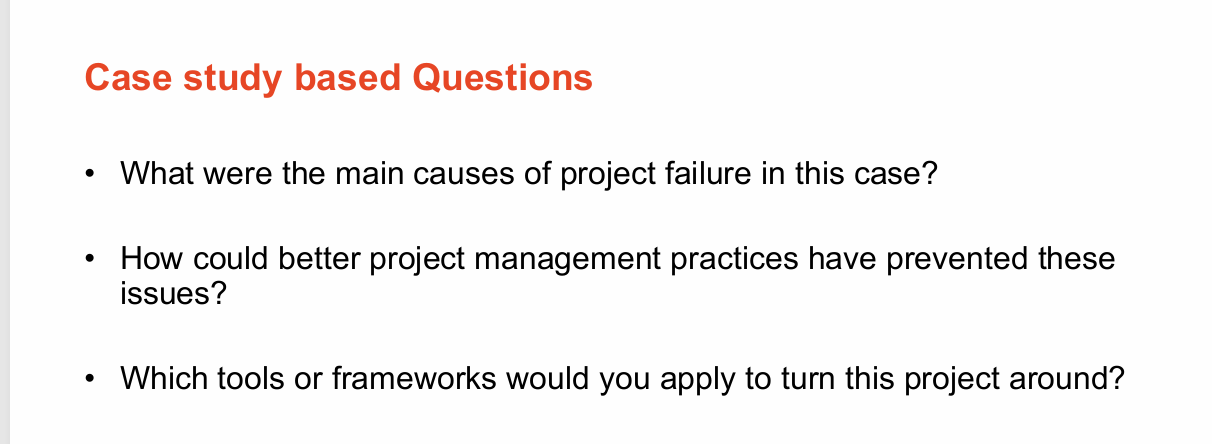 Case study based Questions
• What were the main causes of project failure in this case?
• How could better project management practices have prevented these
issues?
• Which tools or frameworks would you apply to turn this project around?